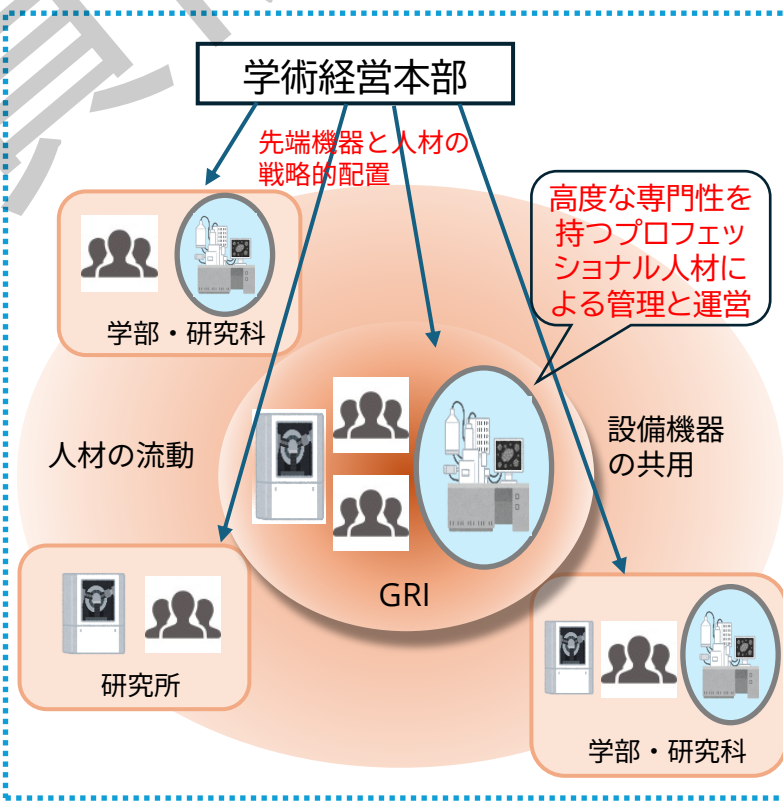 学術経営本部
先端機器と人材の
戦略的配置
高度な専門性を
持つプロフェッ
ショナル人材に
よる管理と運営
学部・研究科
人材の流動
設備機器
の共用
GRI
研究所
学部・研究科